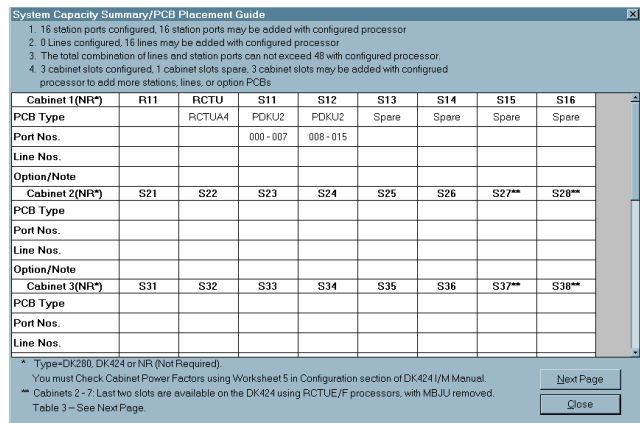 System Capacity Summary/PCB Placement Guide
1. 16 station ports configured, 16 station ports may be added with configured processor
2. 0 Lines configured, 16 lines may be added with configured processor
3. The total combination of lines and station ports can not exceed 48 with configured processor.
4. 3 cabinet slots configured, 1 cabinet slots spare, 3 cabinet slots may be added with configrued
processor to add more stations, lines, or option PCBs
Cabinet 1(NR*) R11 RCTU S11 S12 S13 S14 S15 S16
PCB Type RCTUA4 PDKU2 PDKU2 Spare Spare Spare Spare
Port Nos. 000 - 007 008 - 015
Line Nos.
Option/Note
Cabinet 2(NR*) S21 S22 S23 S24 S25 S26 S27** S28**
PCB Type
Port Nos.
Line Nos.
Option/Note
Cabinet 3(NR*) S31 S32 S33 S34 S35 S36 S37** S38**
PCB Type
Port Nos.
Line Nos.
* Type=DK280, DK424 or NR (Not Required).
You must Check Cabinet Power Factors using Worksheet 5 in Configuration section of DK424 I/M Manual.
** Cabinets 2 - 7: Last two slots are available on the DK424 using RCTUE/F processors, with MBJU removed.
Table 3 – See Next Page.
Next Page
Close